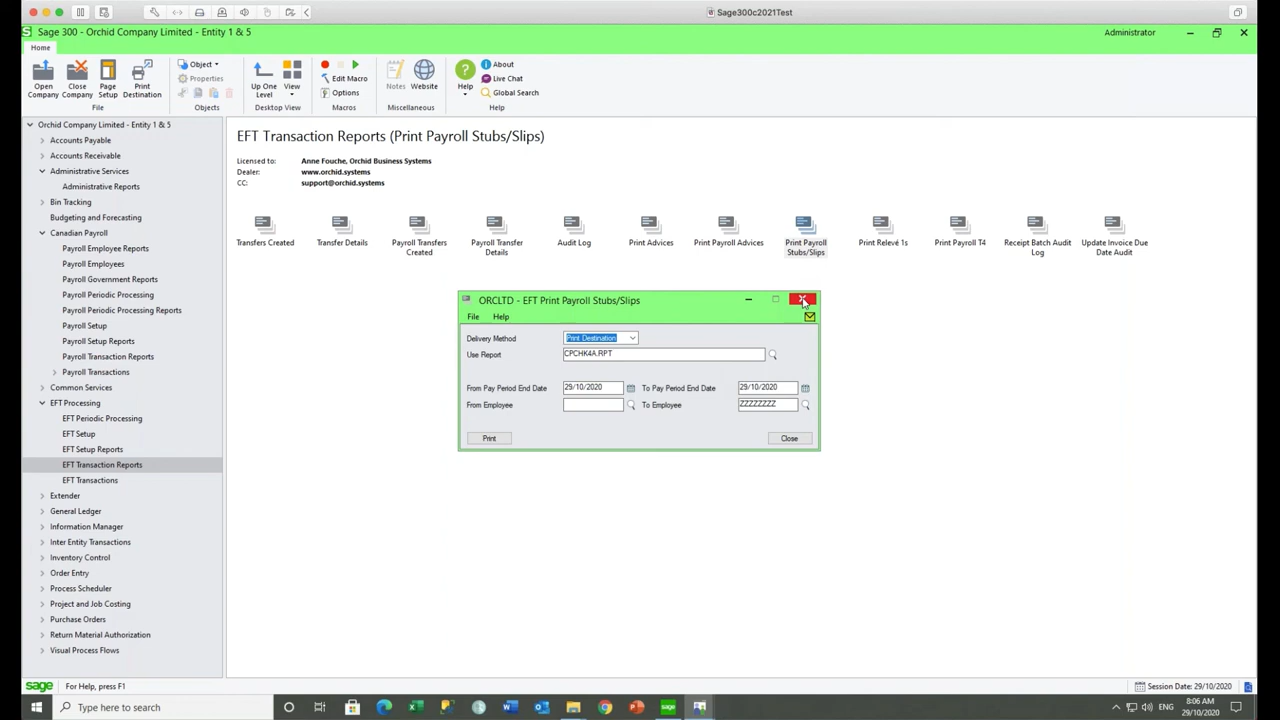 Sage300c2021Test
Sage 300 - Orchid Company Limited - Entity 1 & 5
Administrator
Home
Open Company
Close Company
Page Setup
Print Destination
File
Object
Properties
Objects
Up One Level
View
Desktop View
Edit Macro
Options
Macros
Notes
Website
Miscellaneous
Help
About
Live Chat
Global Search
Help
Orchid Company Limited - Entity 1 & 5
Accounts Payable
Accounts Receivable
Administrative Services
Administrative Reports
Bin Tracking
Budgeting and Forecasting
Canadian Payroll
Payroll Employee Reports
Payroll Employees
Payroll Government Reports
Payroll Periodic Processing
Payroll Periodic Processing Reports
Payroll Setup
Payroll Setup Reports
Payroll Transaction Reports
Payroll Transactions
Common Services
EFT Processing
EFT Periodic Processing
EFT Setup
EFT Setup Reports
EFT Transaction Reports
EFT Transactions
Extender
General Ledger
Information Manager
Inter Entity Transactions
Inventory Control
Order Entry
Process Scheduler
Project and Job Costing
Purchase Orders
Return Material Authorization
Visual Process Flows
EFT Transaction Reports (Print Payroll Stubs/Slips)
Licensed to: Anne Fouche, Orchid Business Systems
Dealer: www.orchid.systems
CC: support@orchid.systems
Transfers Created
Transfer Details
Payroll Transfers Created
Payroll Transfer Details
Audit Log
Print Advices
Print Payroll Advices
Print Payroll Stubs/Slips
Print Relevé 1s
Print Payroll T4
Receipt Batch Audit Log
Update Invoice Due Date Audit
ORCLTD - EFT Print Payroll Stubs/Slips
File Help
Delivery Method Print Destination
Use Report CPCHK4A.RPT
From Pay Period End Date 29/10/2020 To Pay Period End Date 29/10/2020
From Employee To Employee ZZZZZZZZ
Print Close
sage For Help, press F1
Session Date: 29/10/2020
Type here to search
ENG
8:06 AM
29/10/2020